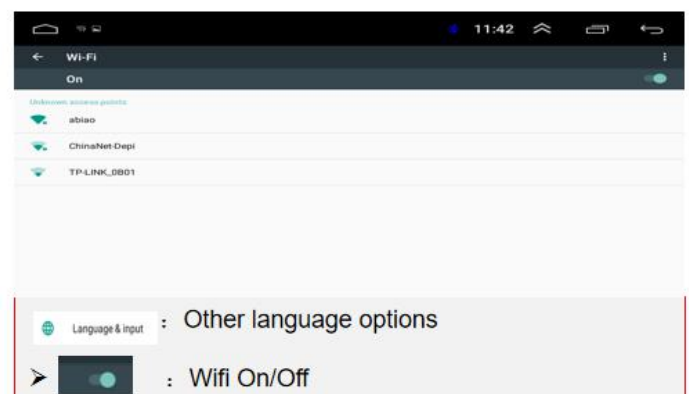 11:42
Wi-Fi
On
Unknown access points
abiao
ChinaNet-Depi
TP-LINK_0B01
Language & input : Other language options
➤ : Wifi On/Off